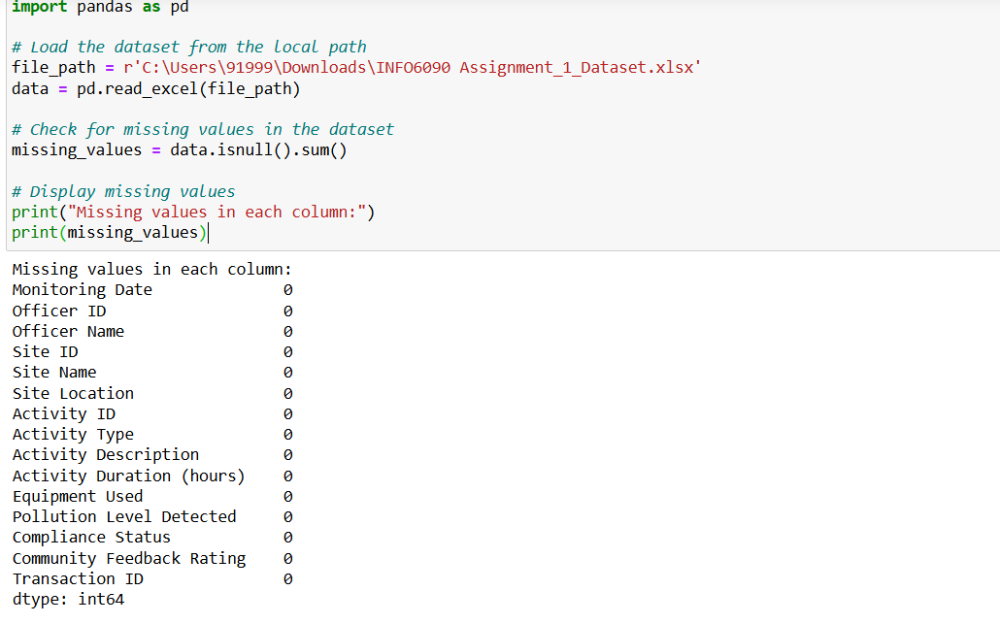 import pandas as pd
# Load the dataset from the local path
file_path = r'C:\Users\91999\Downloads\INFO6090 Assignment_1_Dataset.xlsx'
data = pd.read_excel(file_path)
# Check for missing values in the dataset
missing_values = data.isnull().sum()
# Display missing values
print("Missing values in each column:")
print(missing_values)
Missing values in each column:
Monitoring Date 0
Officer ID 0
Officer Name 0
Site ID 0
Site Name 0
Site Location 0
Activity ID 0
Activity Type 0
Activity Description 0
Activity Duration (hours) 0
Equipment Used 0
Pollution Level Detected 0
Compliance Status 0
Community Feedback Rating 0
Transaction ID 0
dtype: int64